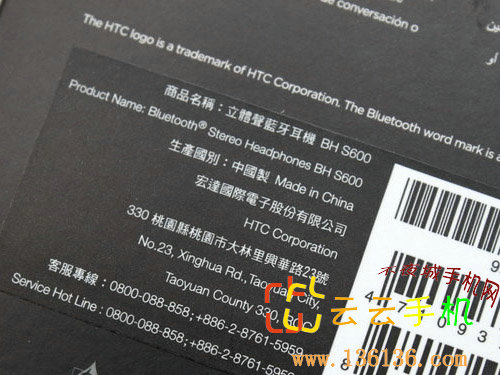 de conversación o
The HTC logo is a trademark of HTC Corporation. The Bluetooth word mark is a
商品名稱：立體聲藍牙耳機 BH S600
Product Name: Bluetooth® Stereo Headphones BH S600
生產國別：中國製 Made in China
宏達國際電子股份有限公司
HTC Corporation
330 桃園縣桃園市大林里興華路23號
No.23, Xinghua Rd., Taoyuan City,
Taoyuan County 330,
客服專線：0800-088-858; +886-2-8761-5959
Service Hot Line : 0800-088-858; +886-2-8761-5959
手机网
云云手机
www.136136.com